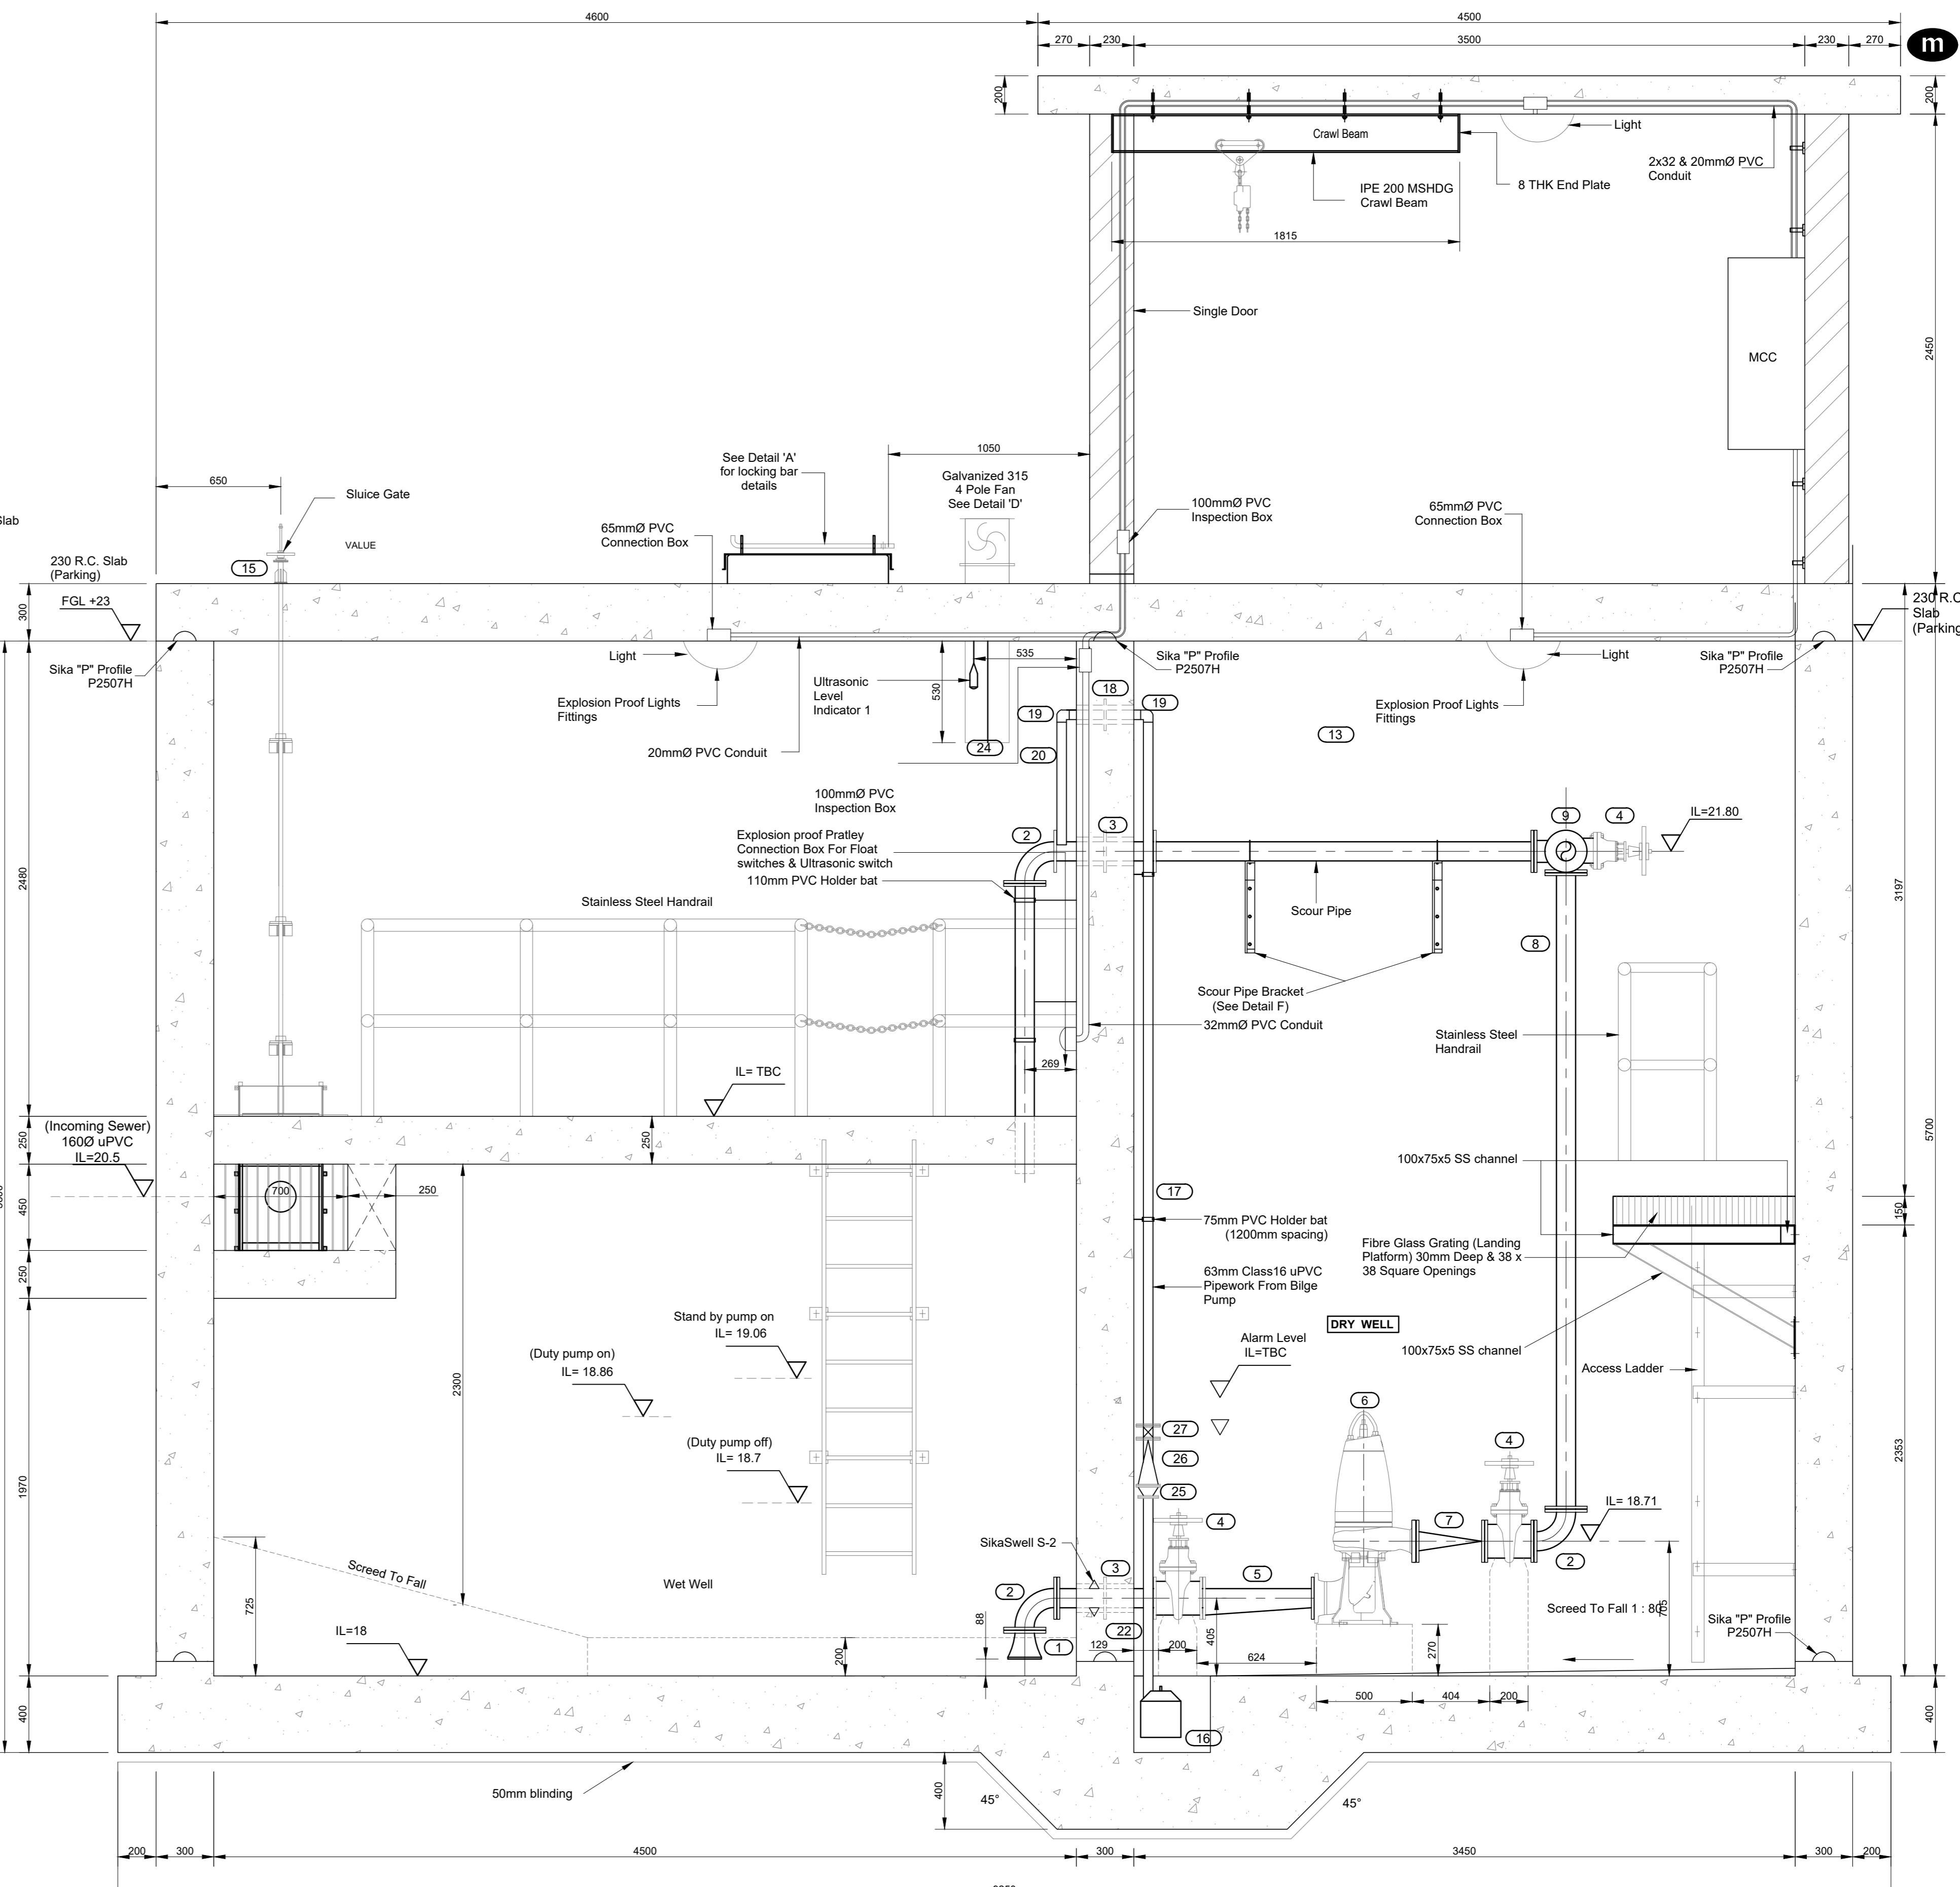 4600
4500
270
230
3500
230
270
m
200
200
Crawl Beam
Light
2x32 & 20mmØ PVC
Conduit
8 THK End Plate
IPE 200 MSHDG
Crawl Beam
1815
2450
Single Door
MCC
1050
See Detail 'A'
for locking bar
details
Galvanized 315
4 Pole Fan
See Detail 'D'
650
Sluice Gate
VALUE
65mmØ PVC
Connection Box
100mmØ PVC
Inspection Box
65mmØ PVC
Connection Box
Slab
230 R.C. Slab
(Parking)
15
300
FGL +23
230 R.C.
Slab
(Parking
Sika "P" Profile
P2507H
Light
535
Sika "P" Profile
P2507H
Light
Sika "P" Profile
P2507H
Explosion Proof Lights
Fittings
530
Ultrasonic
Level
Indicator 1
18
19
19
Explosion Proof Lights
Fittings
20mmØ PVC Conduit
24
20
13
100mmØ PVC
Inspection Box
Explosion proof Pratley
Connection Box For Float
switches & Ultrasonic switch
2
3
9
4
IL=21.80
110mm PVC Holder bat
2480
3197
Stainless Steel Handrail
Scour Pipe
8
Scour Pipe Bracket
(See Detail F)
32mmØ PVC Conduit
Stainless Steel
Handrail
269
IL= TBC
(Incoming Sewer)
160Ø uPVC
IL=20.5
250
250
5700
100x75x5 SS channel
450
700
250
17
75mm PVC Holder bat
(1200mm spacing)
150
Fibre Glass Grating (Landing
Platform) 30mm Deep & 38 x
38 Square Openings
250
63mm Class16 uPVC
Pipework From Bilge
Pump
Stand by pump on
IL= 19.06
DRY WELL
Alarm Level
IL=TBC
100x75x5 SS channel
(Duty pump on)
IL= 18.86
Access Ladder
2300
6
27
(Duty pump off)
IL= 18.7
26
4
2353
1970
25
4
7
IL= 18.71
SikaSwell S-2
Screed To Fall
Wet Well
3
5
2
2
725
88
Screed To Fall 1 : 80
705
Sika "P" Profile
P2507H
IL=18
22
1
129
200
405
200
624
270
400
500
404
200
400
16
50mm blinding
400
45°
45°
200
300
4500
300
3450
300
200